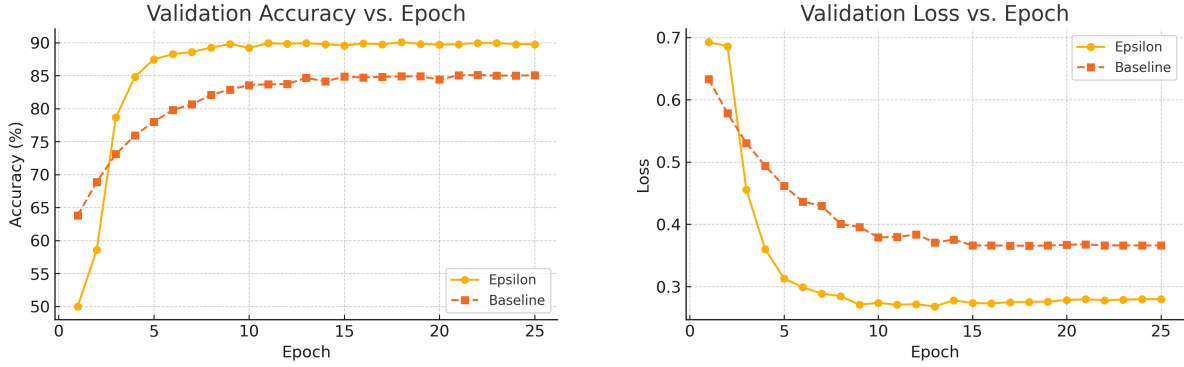 Validation Accuracy vs. Epoch
Accuracy (%)
90
85
80
75
70
65
60
55
50
0 5 10 15 20 25
Epoch
Epsilon
Baseline
Validation Loss vs. Epoch
Loss
0.7
0.6
0.5
0.4
0.3
0 5 10 15 20 25
Epoch
Epsilon
Baseline